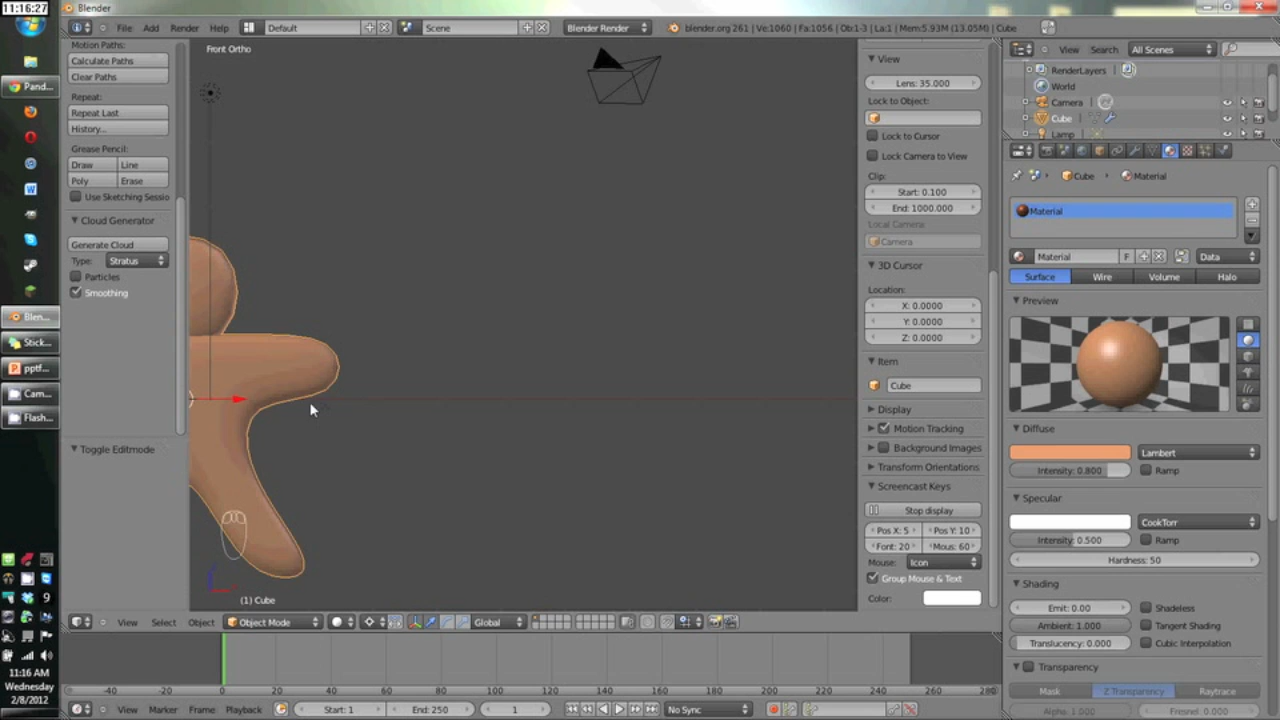 11:16:27
Blender
File Add Render Help
Default
Scene
Blender Render
blender.org 261 | Ve:1060 | Fa:1056 | Ob:1-3 | La:1 | Mem:5.93M (13.05M) | Cube
Motion Paths:
Calculate Paths
Clear Paths
Repeat:
Repeat Last
History...
Grease Pencil:
Draw Line
Poly Erase
Use Sketching Sessio
Cloud Generator
Generate Cloud
Type: Stratus
Particles
Smoothing
Toggle Editmode
Pand...
Blen...
Stick...
pptf...
Cam...
Flash...
11:16 AM
Wednesday
2/8/2012
Front Ortho
(1) Cube
View
Lens: 35.000
Lock to Object:
Lock to Cursor
Lock Camera to View
Clip:
Start: 0.100
End: 1000.000
Local Camera:
Camera
3D Cursor
Location:
X: 0.0000
Y: 0.0000
Z: 0.0000
Item
Cube
Display
Motion Tracking
Background Images
Transform Orientations
Screencast Keys
Stop display
Pos X: 5 Pos Y: 10
Font: 20 Mous: 60
Mouse: Icon
Group Mouse & Text
Color:
View Search All Scenes
RenderLayers
World
Camera
Cube
Lamp
Cube Material
Material
Material F Data
Surface Wire Volume Halo
Preview
Diffuse
Lambert
Intensity: 0.800 Ramp
Specular
CookTorr
Intensity: 0.500 Ramp
Hardness: 50
Shading
Emit: 0.00 Shadeless
Ambient: 1.000 Tangent Shading
Translucency: 0.000 Cubic Interpolation
Transparency
Mask Z Transparency Raytrace
Alpha: 1.000 Fresnel: 0.000
View Select Object Object Mode Global
-40 -20 0 20 40 60 80 100 120 140 160 180 200 220 240 260 280
View Marker Frame Playback Start: 1 End: 250 1 No Sync